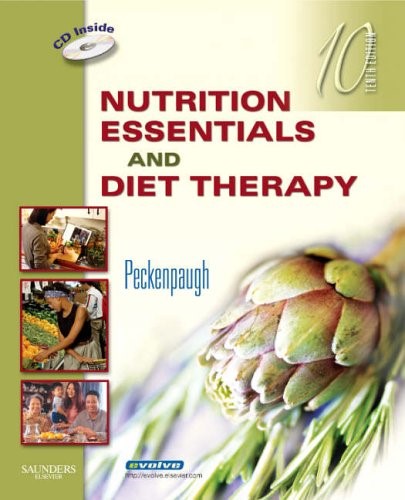 CD Inside
10
TENTH EDITION
NUTRITION
ESSENTIALS
AND
DIET THERAPY
Peckenpaugh
SAUNDERS
ELSEVIER
evolve
http://evolve.elsevier.com